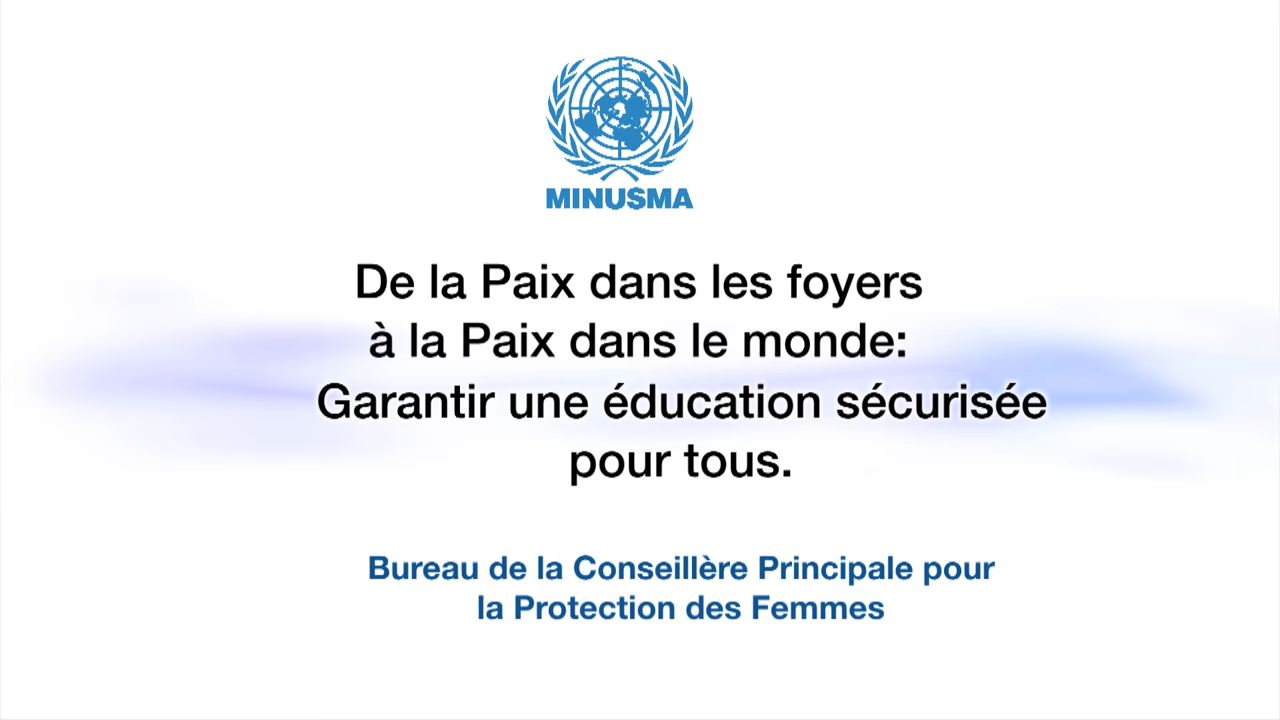 MINUSMA
De la Paix dans les foyers
à la Paix dans le monde:
Garantir une éducation sécurisée
pour tous.
Bureau de la Conseillère Principale pour
la Protection des Femmes